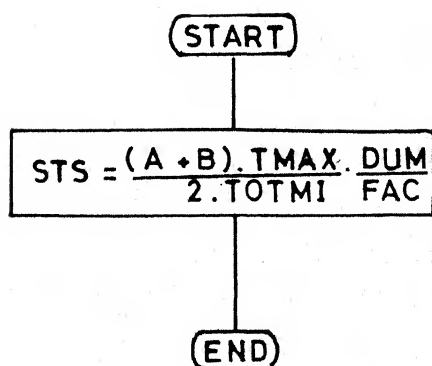 START
STS = (A + B). TMAX . DUM
2. TOTMI FAC
END